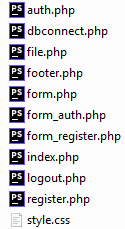 auth.php
dbconnect.php
file.php
footer.php
form.php
form_auth.php
form_register.php
index.php
logout.php
register.php
style.css